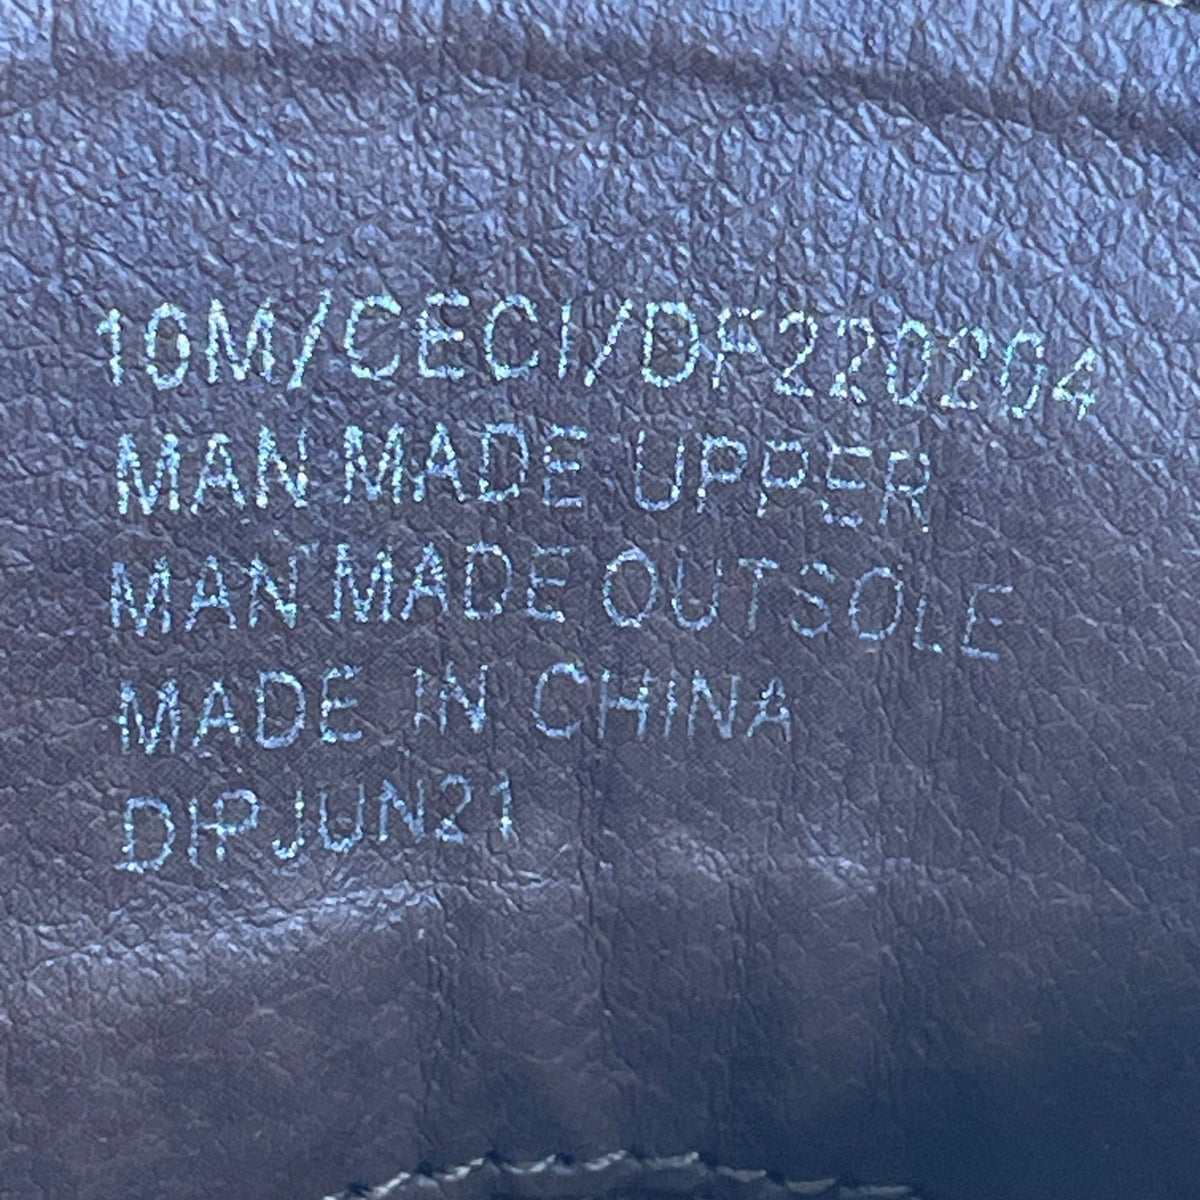 10M/CECI/DF220204
MAN MADE UPPER
MAN MADE OUTSOLE
MADE IN CHINA
DIPJUN21